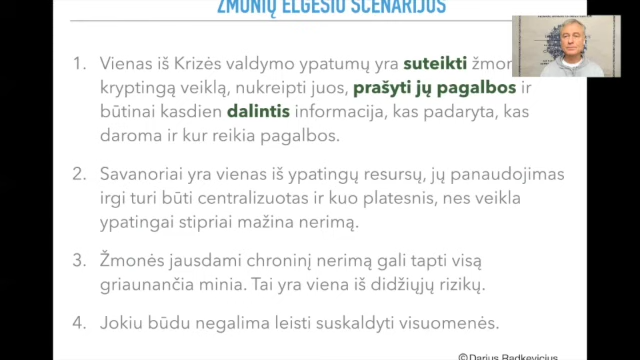 ŽMONIŲ ELGESIO SCENARIJUS
1. Vienas iš Krizės valdymo ypatumų yra suteikti
kryptingą veiklą, nukreipti juos, prašyti jų pagalbos ir
būtinai kasdien dalintis informacija, kas padaryta, kas
daroma ir kur reikia pagalbos.
2. Savanoriai yra vienas iš ypatingų resursų, jų panaudojimas
irgi turi būti centralizuotas ir kuo platesnis, nes veikla
ypatingai stipriai mažina nerimą.
3. Žmonės jausdami chroninį nerimą gali tapti visą
griaunančia minia. Tai yra viena iš didžiųjų rizikų.
4. Jokiu būdu negalima leisti suskaldyti visuomenės.
©Darius Radkevicius